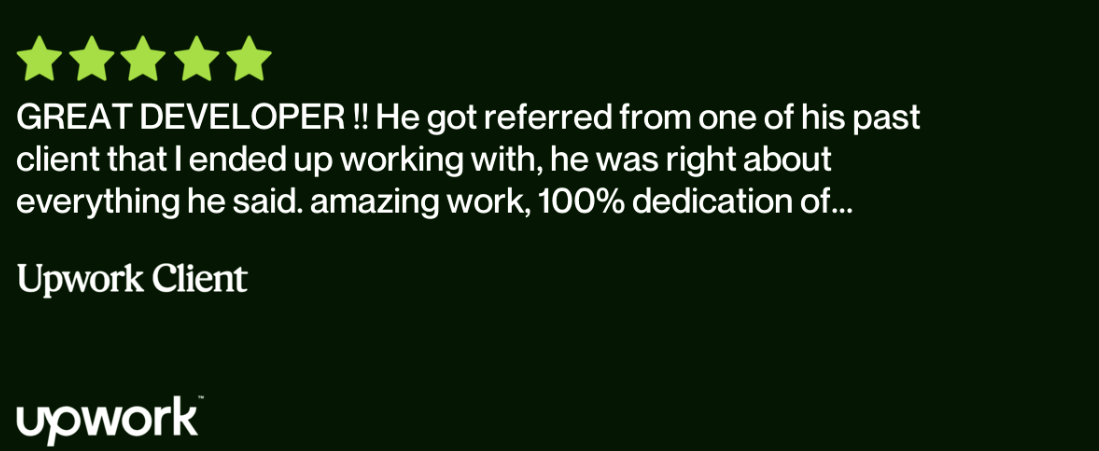 GREAT DEVELOPER !! He got referred from one of his past
client that I ended up working with, he was right about
everything he said. amazing work, 100% dedication of...
Upwork Client
upwork™